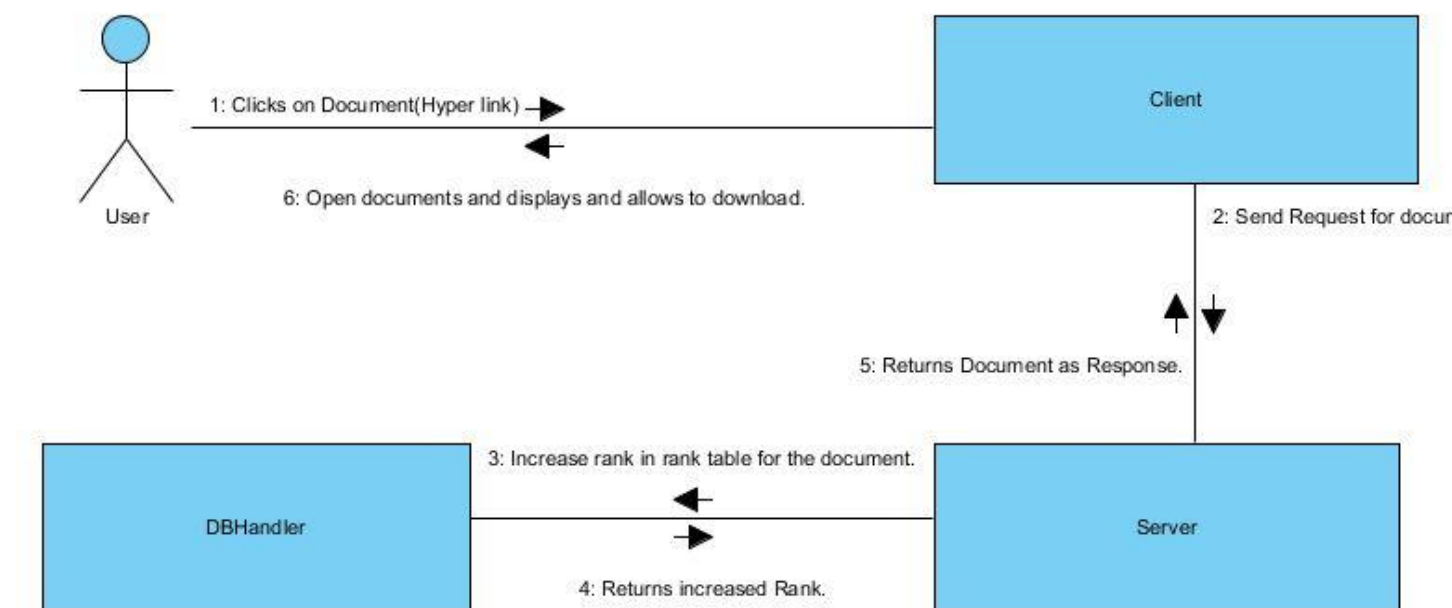 Client
1: Clicks on Document(Hyper link)
6: Open documents and displays and allows to download.
User
2: Send Request for
5: Returns Document as Response.
3: Increase rank in rank table for the document.
DBHandler
Server
4: Returns increased Rank.